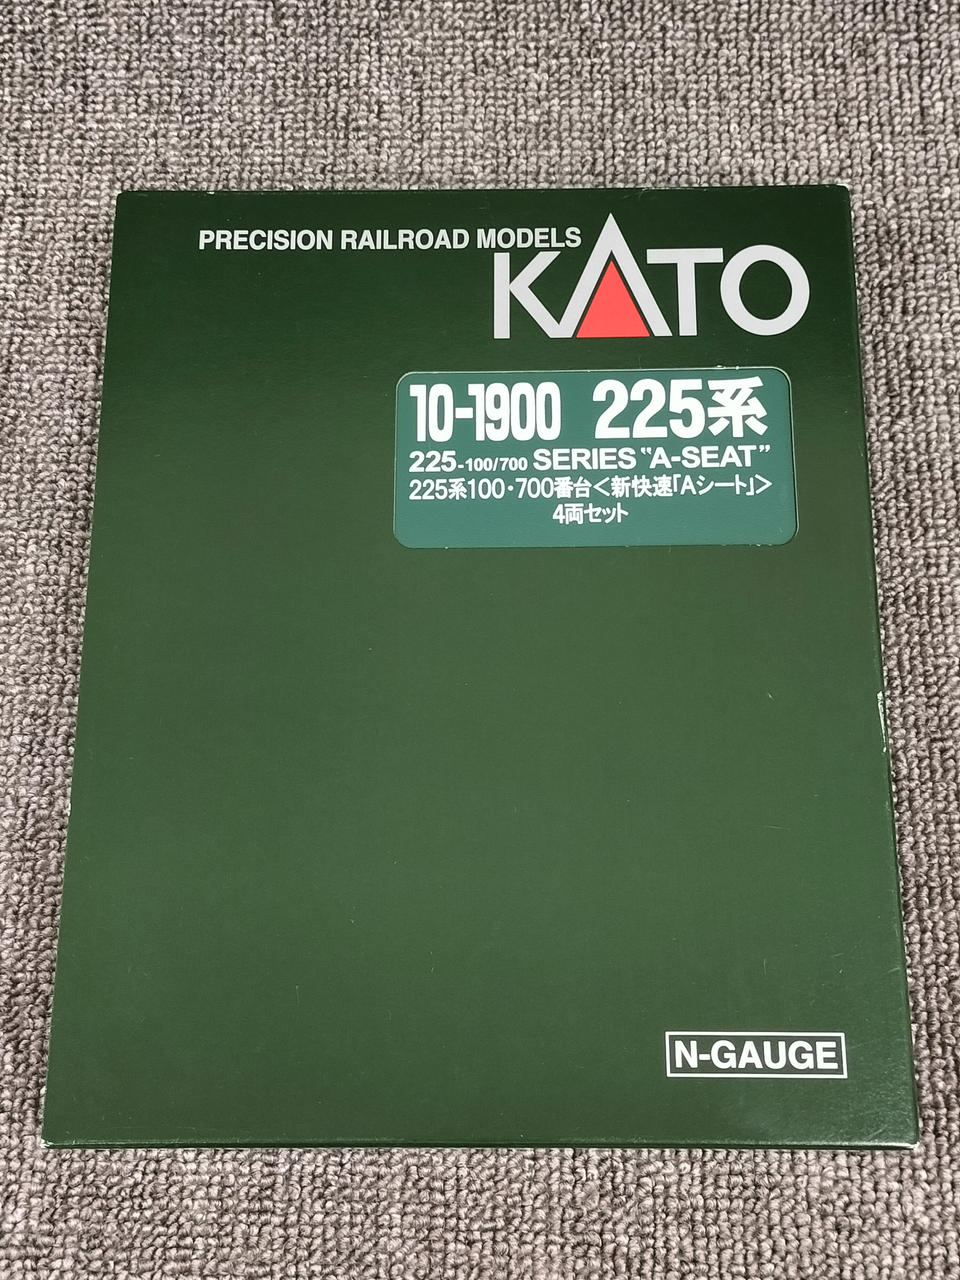 PRECISION RAILROAD MODELS
KATO
10-1900 225系
225-100/700 SERIES "A-SEAT"
225系100・700番台<新快速「Aシート」>
4両セット
N-GAUGE